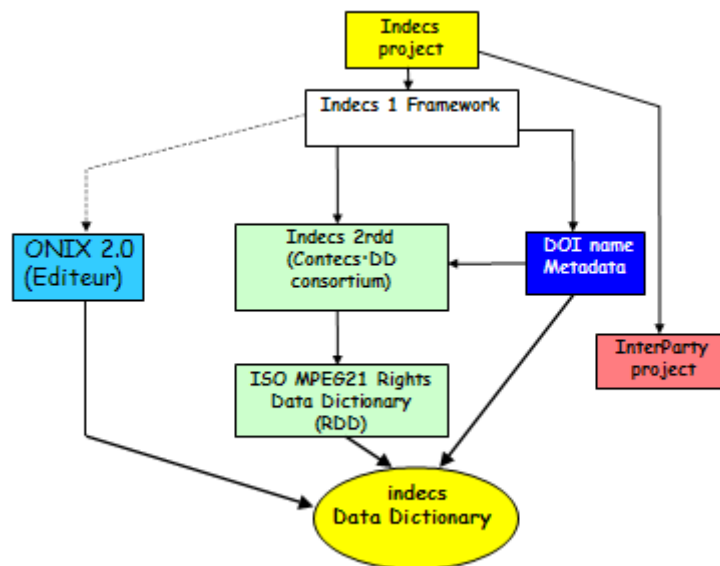 Indecs
project
Indecs 1 Framework
ONIX 2.0
(Editeur)
Indecs 2rdd
(Contecs·DD
consortium)
DOI name
Metadata
InterParty
project
ISO MPEG21 Rights
Data Dictionary
(RDD)
indecs
Data Dictionary